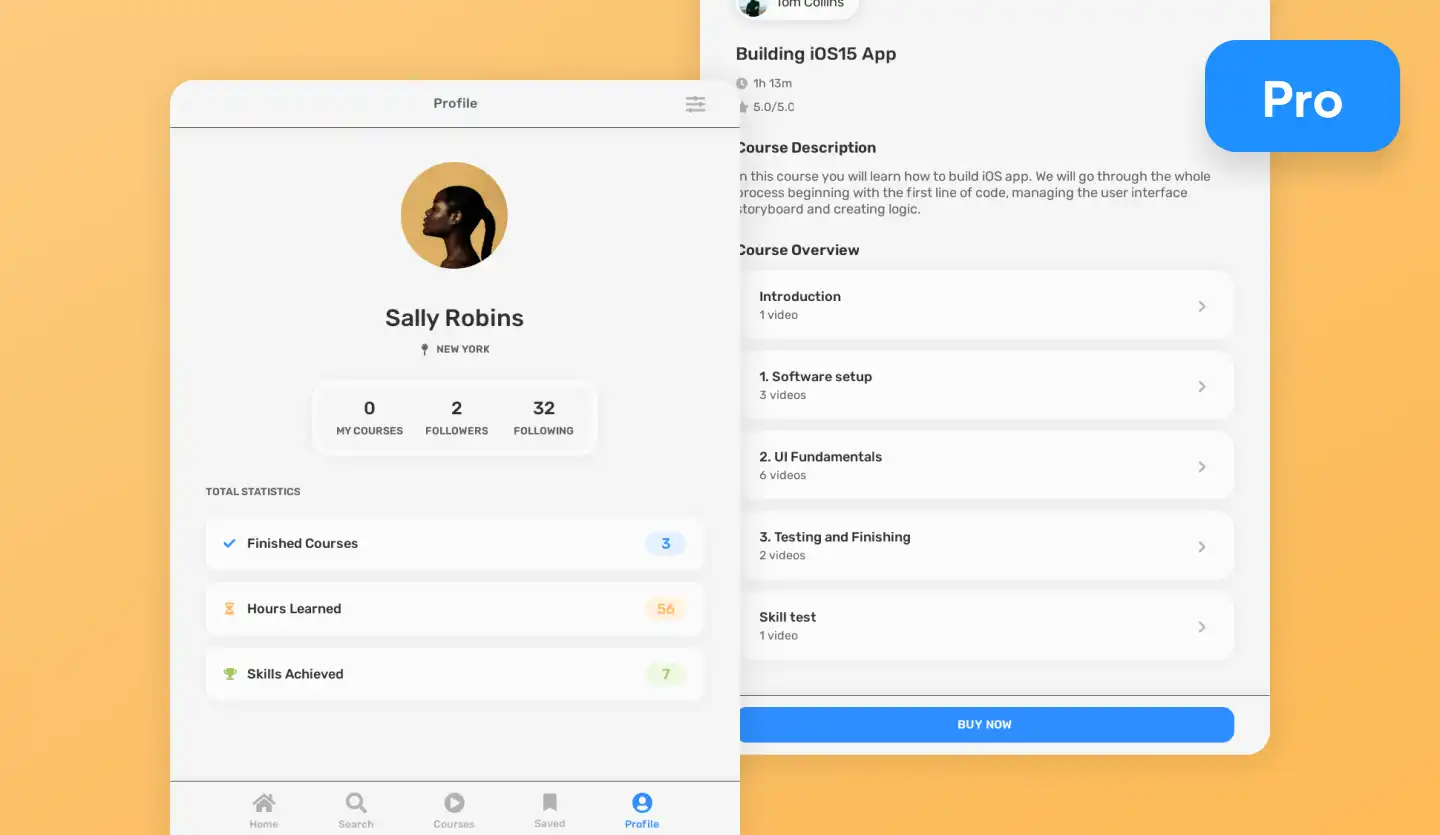 Profile
Sally Robins
NEW YORK
0
MY COURSES
2
FOLLOWERS
32
FOLLOWING
TOTAL STATISTICS
Finished Courses
3
Hours Learned
56
Skills Achieved
7
Home
Search
Courses
Saved
Profile
Tom Collins
Building iOS15 App
1h 13m
5.0/5.0
Course Description
In this course you will learn how to build iOS app. We will go through the whole
process beginning with the first line of code, managing the user interface
storyboard and creating logic.
Course Overview
Introduction
1 video
1. Software setup
3 videos
2. UI Fundamentals
6 videos
3. Testing and Finishing
2 videos
Skill test
1 video
BUY NOW
Pro